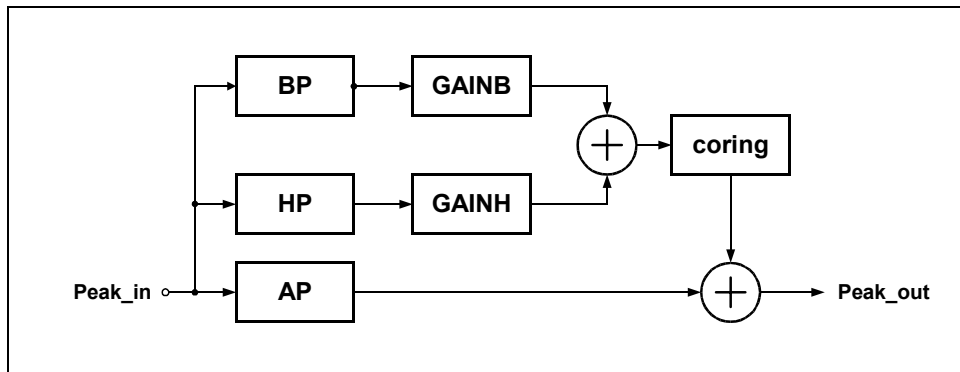 BP
GAINB
coring
HP
GAINH
Peak_in
AP
Peak_out